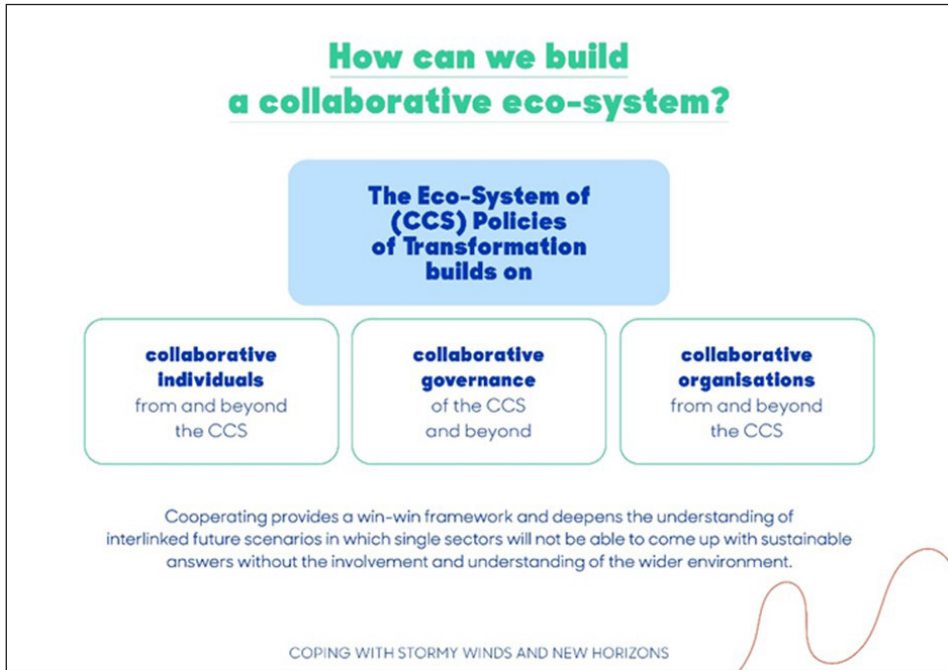 How can we build
a collaborative eco-system?
The Eco-System of
(CCS) Policies
of Transformation
builds on
collaborative
individuals
from and beyond
the CCS
collaborative
governance
of the CCS
and beyond
collaborative
organisations
from and beyond
the CCS
Cooperating provides a win-win framework and deepens the understanding of
interlinked future scenarios in which single sectors will not be able to come up with sustainable
answers without the involvement and understanding of the wider environment.
COPING WITH STORMY WINDS AND NEW HORIZONS